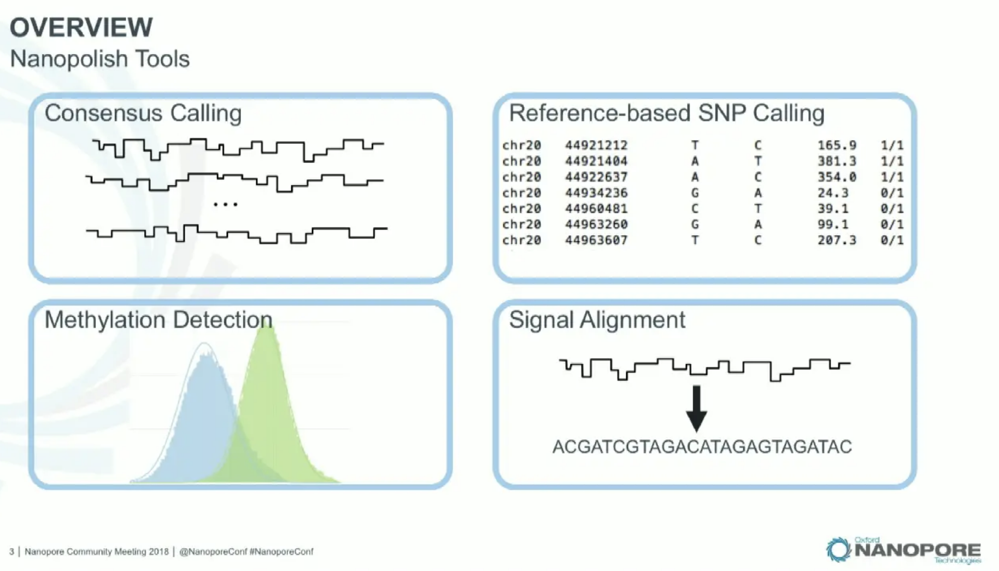 OVERVIEW
Nanopolish Tools
Consensus Calling
...
Reference-based SNP Calling
chr20 44921212 T C 165.9 1/1
chr20 44921404 A T 381.3 1/1
chr20 44922637 A C 354.0 1/1
chr20 44934236 G A 24.3 0/1
chr20 44960481 C T 39.1 0/1
chr20 44963260 G A 99.1 0/1
chr20 44963607 T C 207.3 0/1
Methylation Detection
Signal Alignment
ACGATCGTAGACATAGAGTAGATAC
3 | Nanopore Community Meeting 2018 | @NanoporeConf #NanoporeConf
Oxford
NANOPORE
Technologies